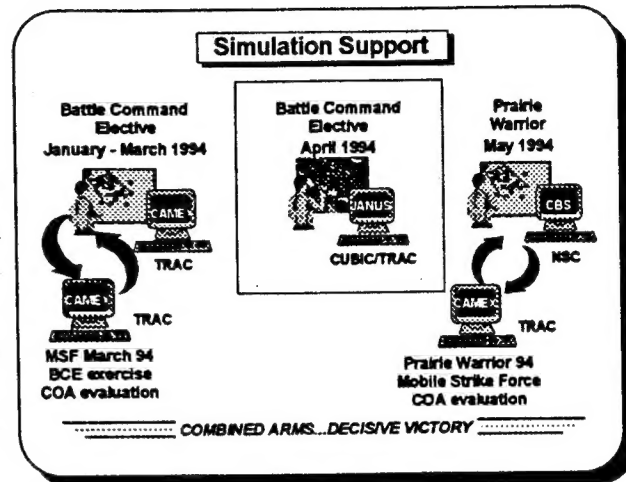 Simulation Support
Battle Command
Elective
January - March 1994
CAMEX
TRAC
CAMEX
TRAC
MSF March 94
BCE exercise
COA evaluation
Battle Command
Elective
April 1994
JANUS
CUBIC/TRAC
Prairie
Warrior
May 1994
CBS
NSC
CAMEX
TRAC
Prairie Warrior 94
Mobile Strike Force
COA evaluation
COMBINED ARMS...DECISIVE VICTORY